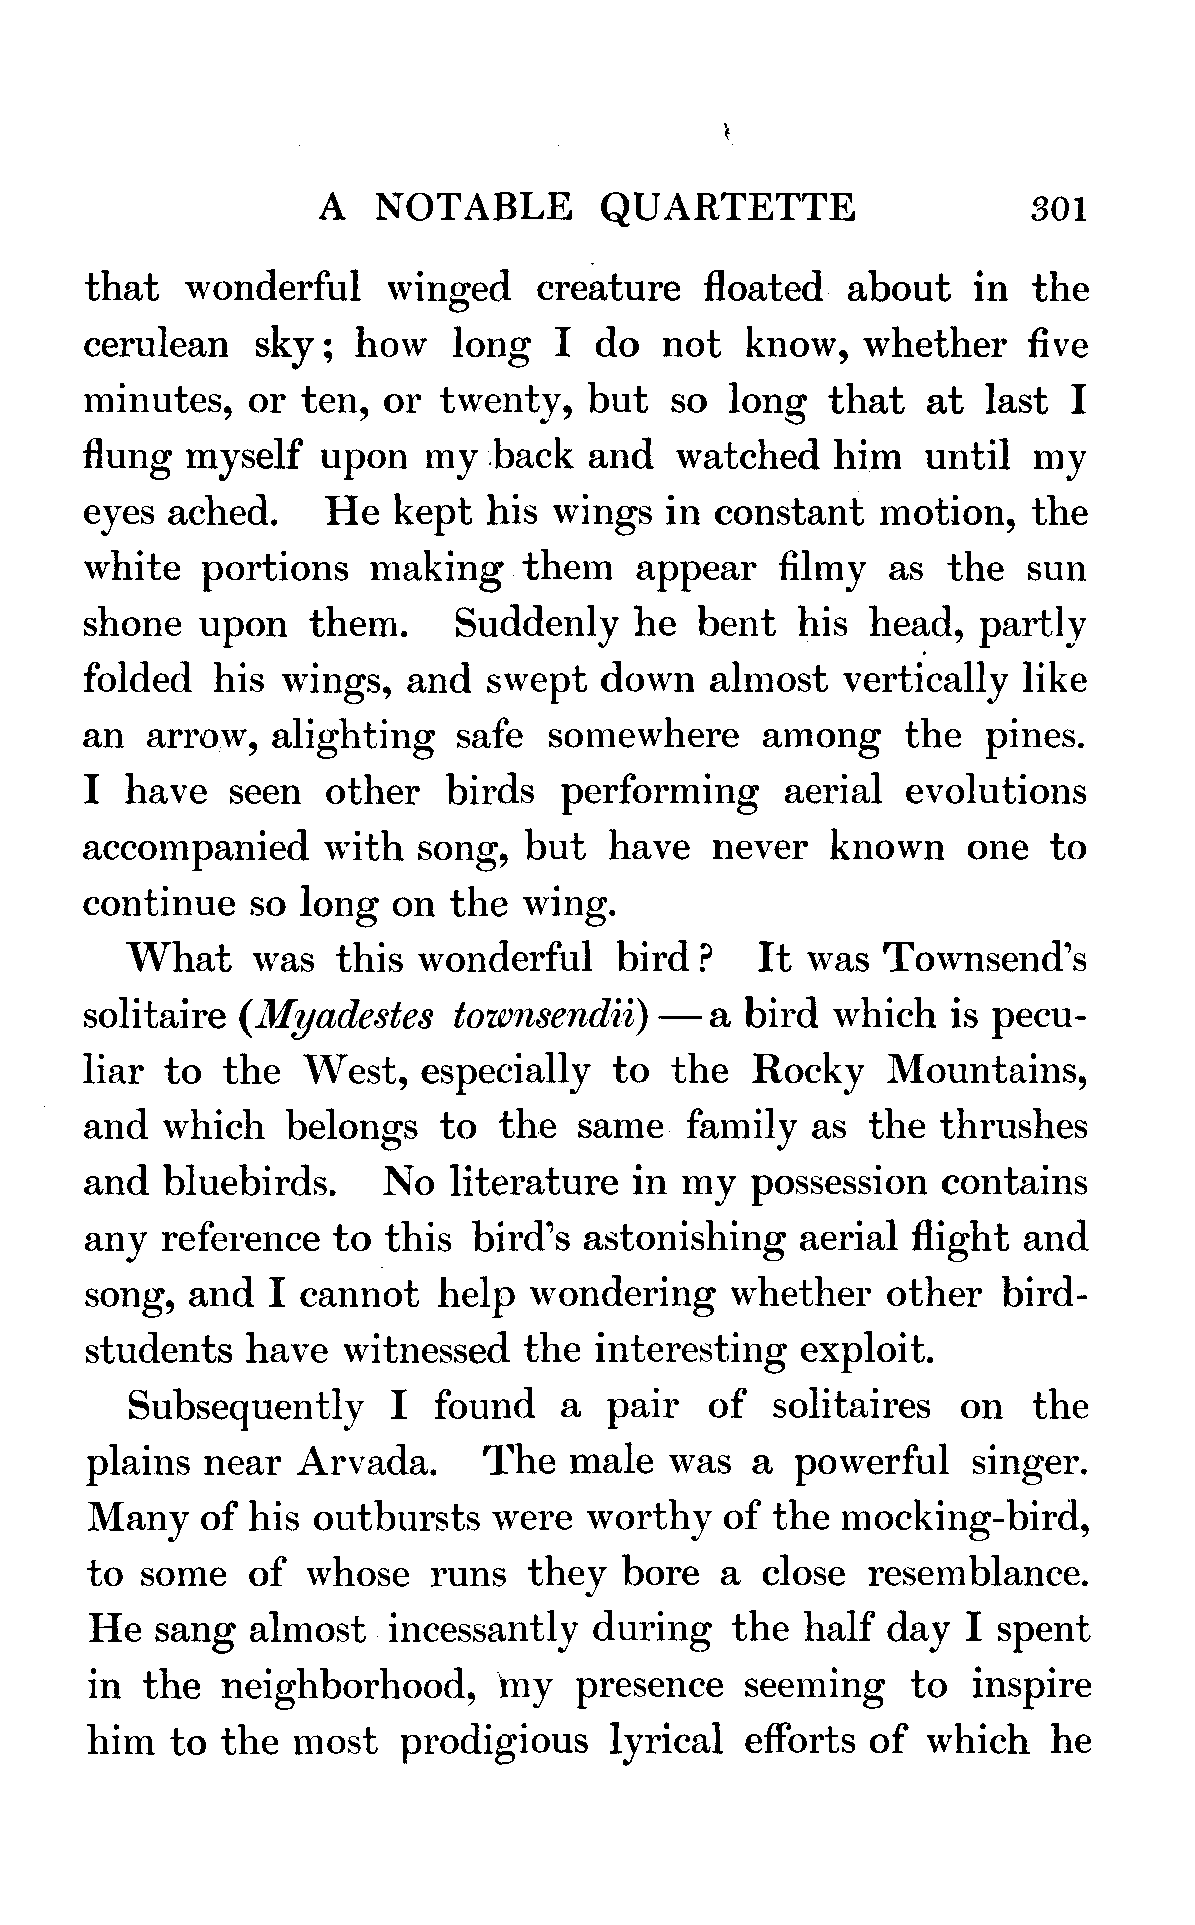 A NOTABLE QUARTETTE 301
that wonderful winged creature floated about in the
cerulean sky; how long I do not know, whether five
minutes, or ten, or twenty, but so long that at last I
flung myself upon my back and watched him until my
eyes ached. He kept his wings in constant motion, the
white portions making them appear filmy as the sun
shone upon them. Suddenly he bent his head, partly
folded his wings, and swept down almost vertically like
an arrow, alighting safe somewhere among the pines.
I have seen other birds performing aerial evolutions
accompanied with song, but have never known one to
continue so long on the wing.
What was this wonderful bird? It was Townsend's
solitaire (Myadestes townsendii) — a bird which is pecu-
liar to the West, especially to the Rocky Mountains,
and which belongs to the same family as the thrushes
and bluebirds. No literature in my possession contains
any reference to this bird's astonishing aerial flight and
song, and I cannot help wondering whether other bird-
students have witnessed the interesting exploit.
Subsequently I found a pair of solitaires on the
plains near Arvada. The male was a powerful singer.
Many of his outbursts were worthy of the mocking-bird,
to some of whose runs they bore a close resemblance.
He sang almost incessantly during the half day I spent
in the neighborhood, my presence seeming to inspire
him to the most prodigious lyrical efforts of which he